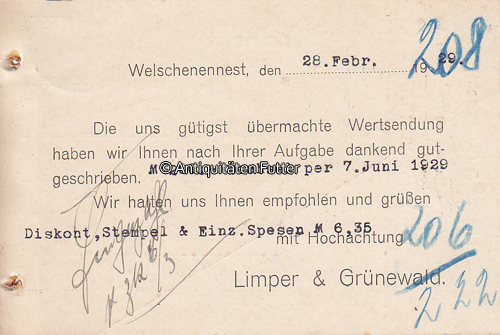 208
Welschenennest, den 28.Febr. 1929.
Die uns gütigst übermachte Wertsendung
haben wir Ihnen nach Ihrer Aufgabe dankend gut-
geschrieben. M per 7.Juni 1929
©AntiquitätenFutter
Wir halten uns Ihnen empfohlen und grüßen
Diskont,Stempel & Einz.Spesen M 6,35
mit Hochachtung
206
Limper & Grünewald.
222